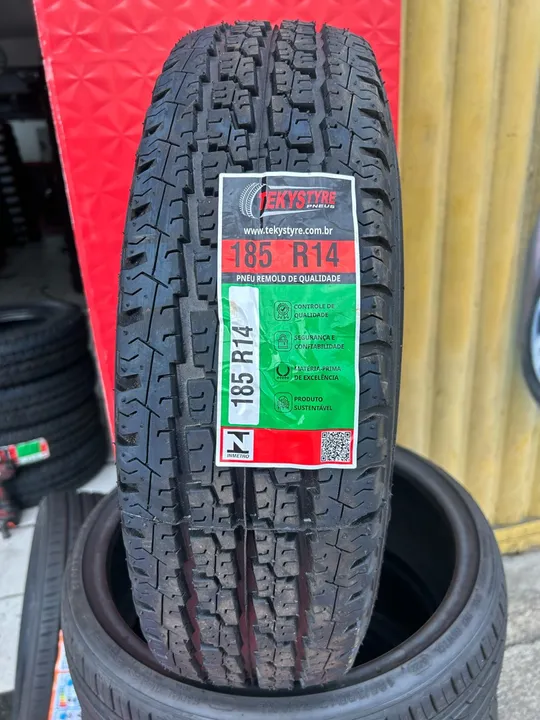 TEKYSTYRE
PNEUS
www.tekystyre.com.br
185 R14
PNEU REMOLD DE QUALIDADE
185 R14
CONTROLE DE
QUALIDADE
SEGURANÇA E
CONFIABILIDADE
MATÉRIA-PRIMA
DE EXCELÊNCIA
PRODUTO
SUSTENTÁVEL
N
INMETRO